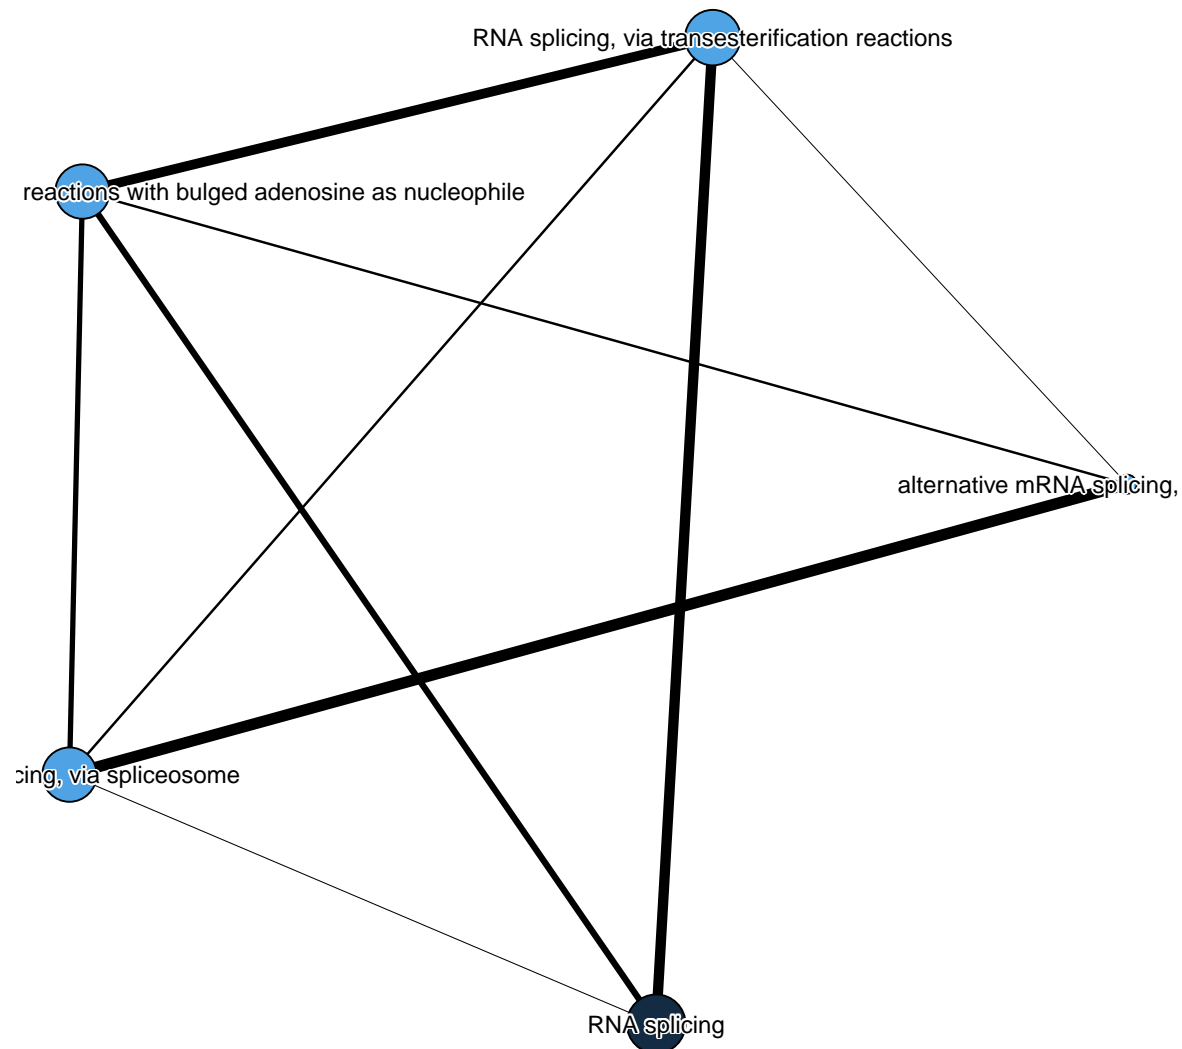 RNA splicing, via transesterification reactions
reactions with bulged adenosine as nucleophile
alternative mRNA splicing,
cing, via spliceosome
RNA splicing